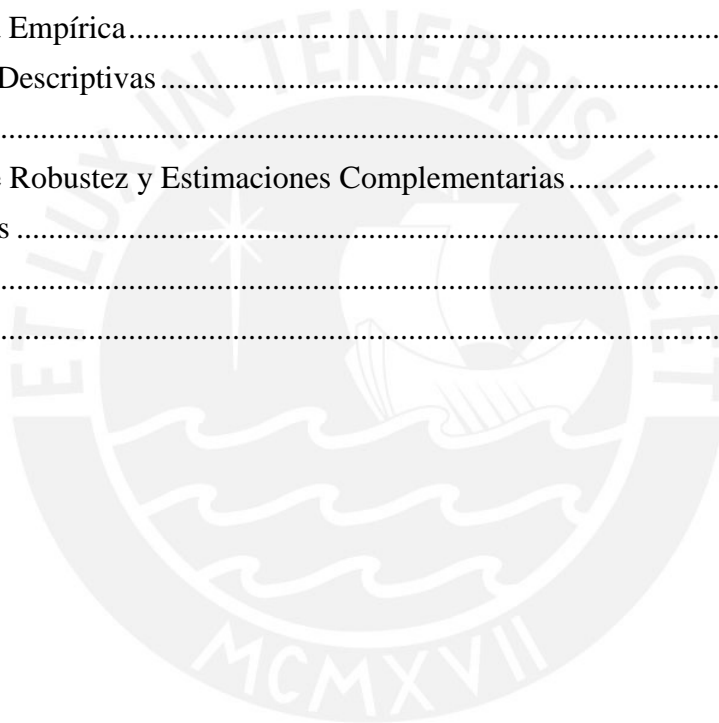 Empírica....................................................................................................
Descriptivas..............................................................................................
....................................................................................................
Robustez y Estimaciones Complementarias..................
s....................................................................................................
....................................................................................................
....................................................................................................
ET LUX IN TENEBRIS LUCET
MCMXVII